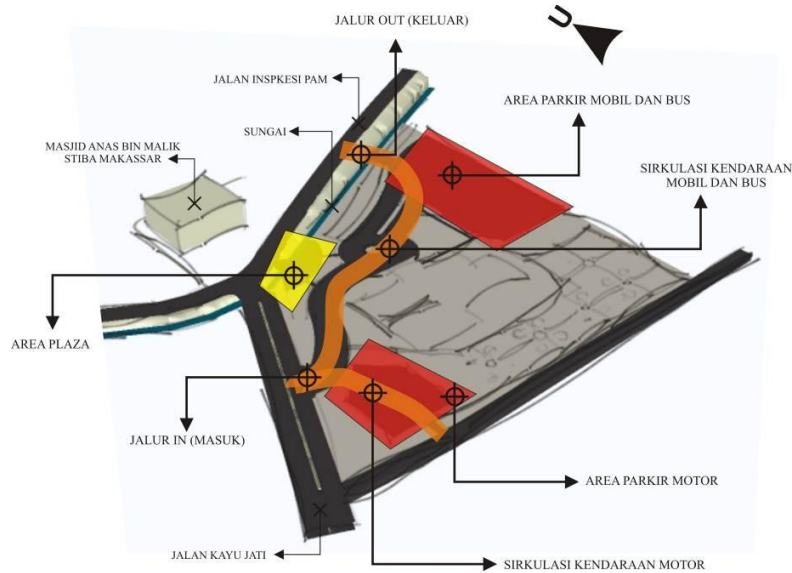 JALUR OUT (KELUAR)
U
JALAN INSPKESI PAM
AREA PARKIR MOBIL DAN BUS
SUNGAI
MASJID ANAS BIN MALIK
STIBA MAKASSAR
SIRKULASI KENDARAAN
MOBIL DAN BUS
AREA PLAZA
JALUR IN (MASUK)
AREA PARKIR MOTOR
JALAN KAYU JATI
SIRKULASI KENDARAAN MOTOR